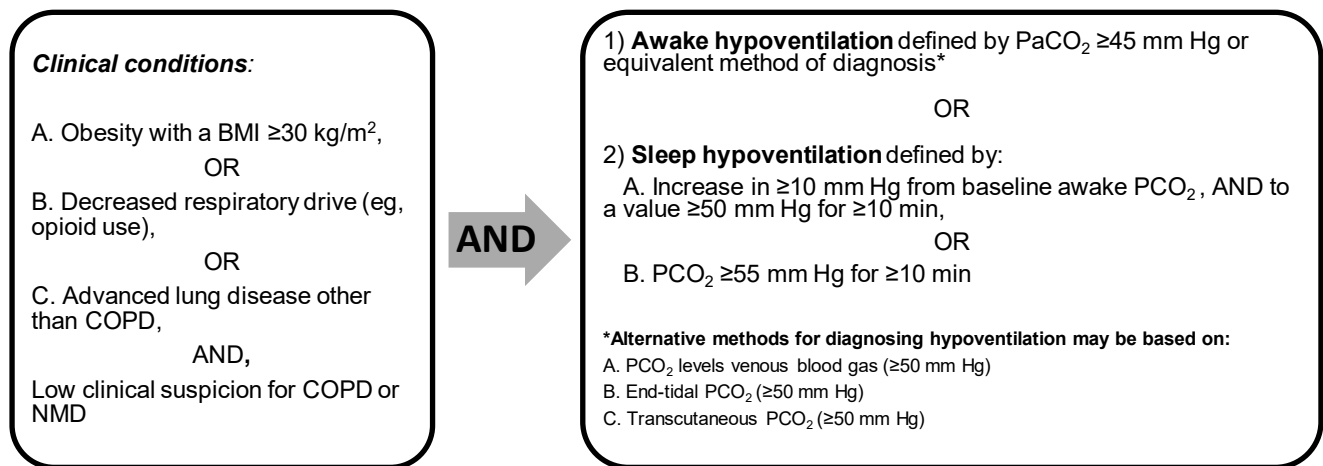 Clinical conditions:
A. Obesity with a BMI ≥30 kg/m²,
OR
B. Decreased respiratory drive (eg,
opioid use),
OR
C. Advanced lung disease other
than COPD,
AND,
Low clinical suspicion for COPD or
NMD
AND
1) Awake hypoventilation defined by PaCO₂ ≥45 mm Hg or
equivalent method of diagnosis*
OR
2) Sleep hypoventilation defined by:
A. Increase in ≥10 mm Hg from baseline awake PCO₂, AND to
a value ≥50 mm Hg for ≥10 min,
OR
B. PCO₂ ≥55 mm Hg for ≥10 min
*Alternative methods for diagnosing hypoventilation may be based on:
A. PCO₂ levels venous blood gas (≥50 mm Hg)
B. End-tidal PCO₂ (≥50 mm Hg)
C. Transcutaneous PCO₂ (≥50 mm Hg)